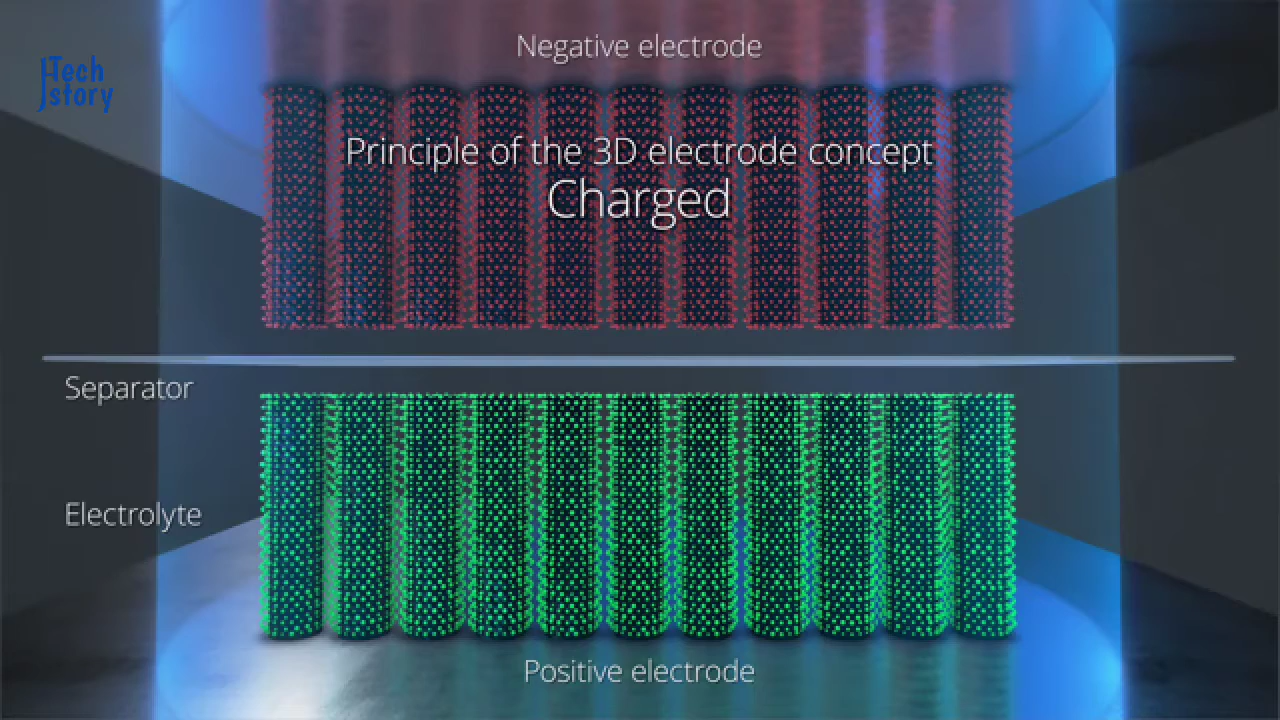 Negative electrode
Tech
story
Principle of the 3D electrode concept
Charged
Separator
Electrolyte
Positive electrode